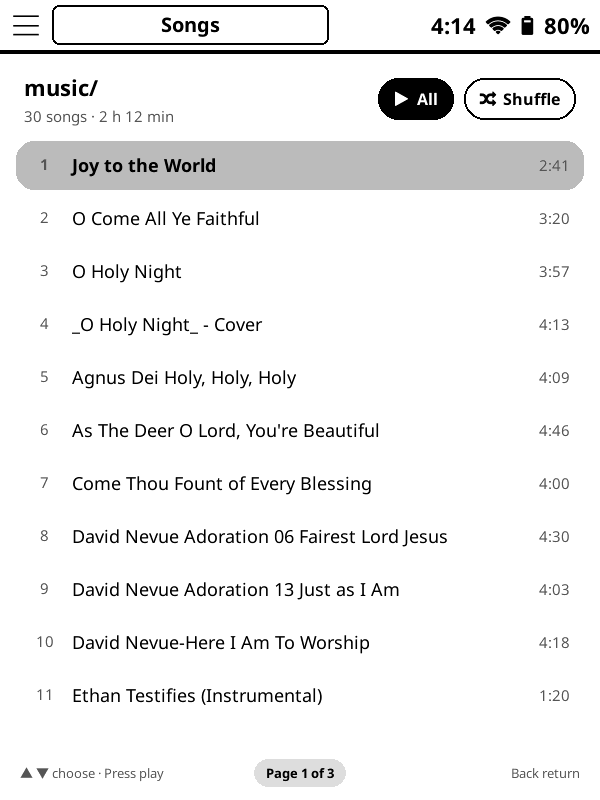 Songs
4:14 80%
music/
30 songs · 2 h 12 min
All
Shuffle
1 Joy to the World 2:41
2 O Come All Ye Faithful 3:20
3 O Holy Night 3:57
4 _O Holy Night_ - Cover 4:13
5 Agnus Dei Holy, Holy, Holy 4:09
6 As The Deer O Lord, You're Beautiful 4:46
7 Come Thou Fount of Every Blessing 4:00
8 David Nevue Adoration 06 Fairest Lord Jesus 4:30
9 David Nevue Adoration 13 Just as I Am 4:03
10 David Nevue-Here I Am To Worship 4:18
11 Ethan Testifies (Instrumental) 1:20
▲▼ choose · Press play
Page 1 of 3
Back return